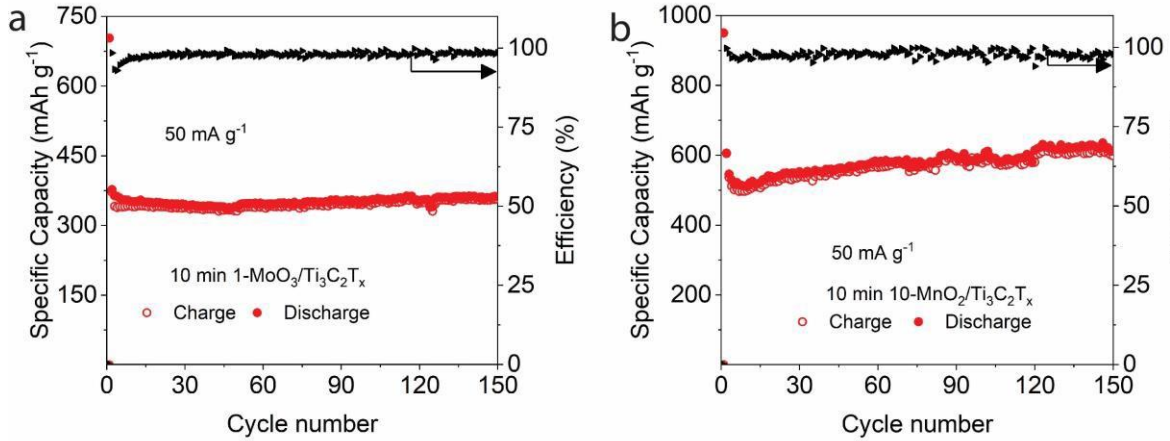 a
Specific Capacity (mAh g⁻¹)
750
600
450
300
150
0
30
60
90
120
150
Cycle number
50 mA g⁻¹
10 min 1-MoO₃/Ti₃C₂Tₓ
Charge
Discharge
100
75
50
25
0
Efficiency (%)
b
Specific Capacity (mAh g⁻¹)
1000
800
600
400
200
0
30
60
90
120
150
Cycle number
50 mA g⁻¹
10 min 10-MnO₂/Ti₃C₂Tₓ
Charge
Discharge
100
75
50
25
0